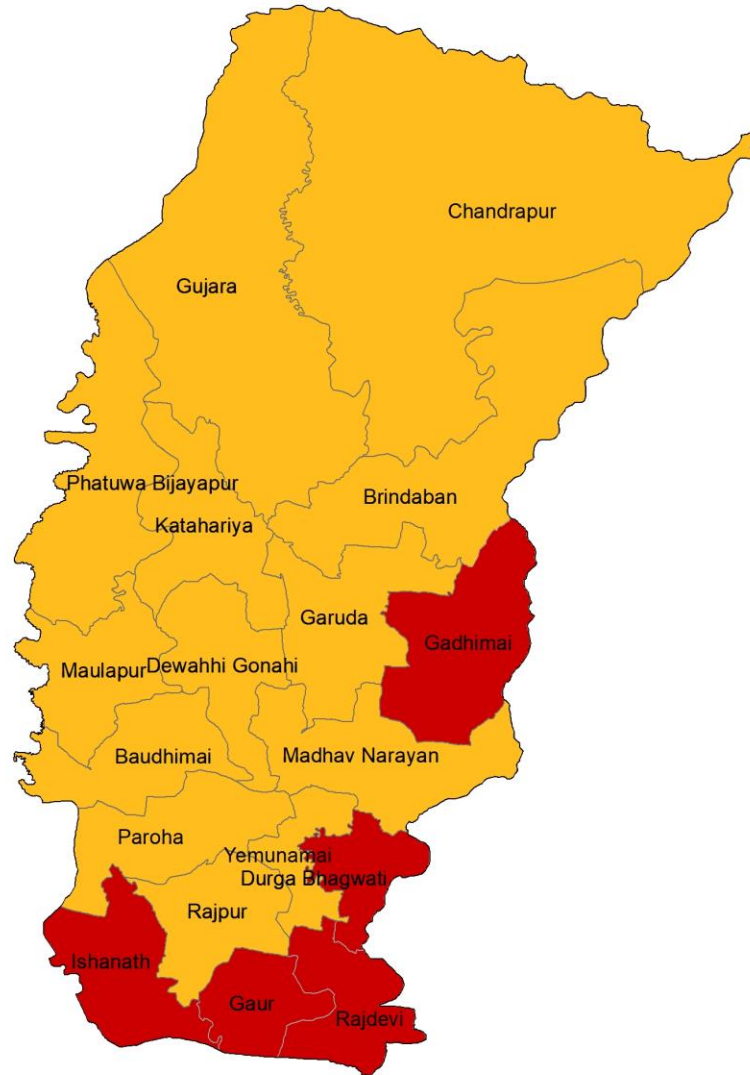 Chandrapur
Gujara
Phatuwa Bijayapur
Brindaban
Katahariya
Garuda
Gadhimai
Maulapur
Dewahhi Gonahi
Baudhimai
Madhav Narayan
Paroha
Yemunamai
Durga Bhagwati
Rajpur
Ishanath
Gaur
Rajdevi